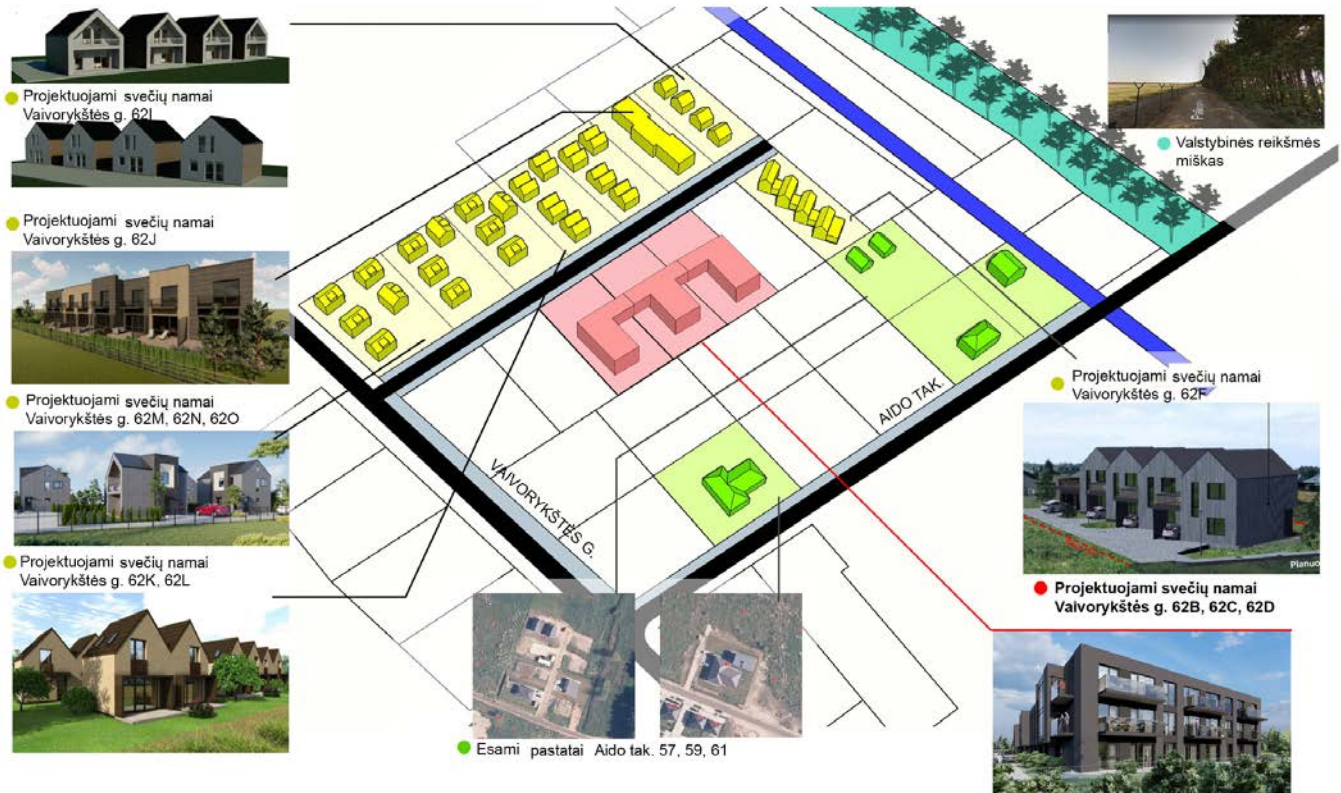 Projektuojami svečių namai
Vaivorykštės g. 62I
Projektuojami svečių namai
Vaivorykštės g. 62J
Projektuojami svečių namai
Vaivorykštės g. 62M, 62N, 62O
Projektuojami svečių namai
Vaivorykštės g. 62K, 62L
VAIVORYKŠTĖS G.
AIDO TAK.
Esami pastatai Aido tak. 57, 59, 61
Valstybinės reikšmės
miškas
Projektuojami svečių namai
Vaivorykštės g. 62F
Planuo
Projektuojami svečių namai
Vaivorykštės g. 62B, 62C, 62D